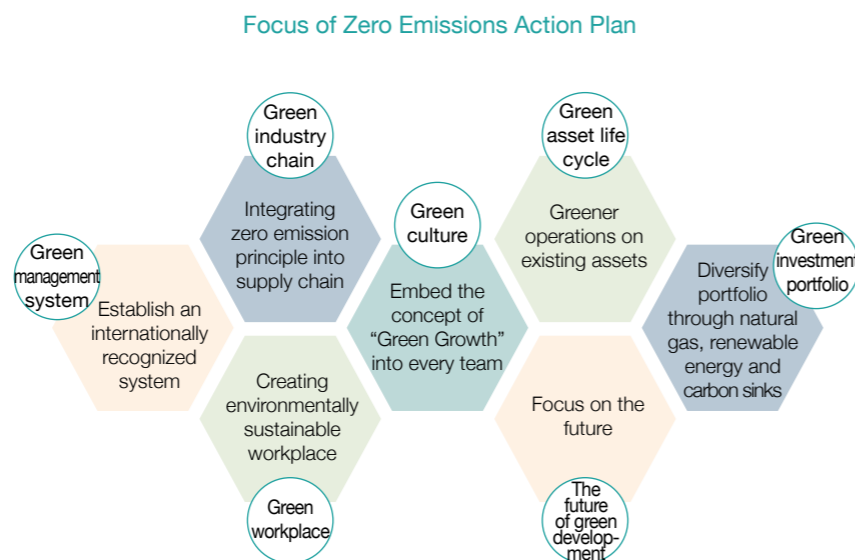 Focus of Zero Emissions Action Plan
Green
industry
chain
Integrating
zero emission
principle into
supply chain
Green
asset life
cycle
Greener
operations on
existing assets
Green
culture
Embed the
concept of
“Green Growth”
into every team
Green
management
system
Establish an
internationally
recognized
system
Green
investment
portfolio
Diversify
portfolio
through natural
gas, renewable
energy and
carbon sinks
Creating
environmentally
sustainable
workplace
Green
workplace
Focus on the
future
The
future
of green
develop-
ment